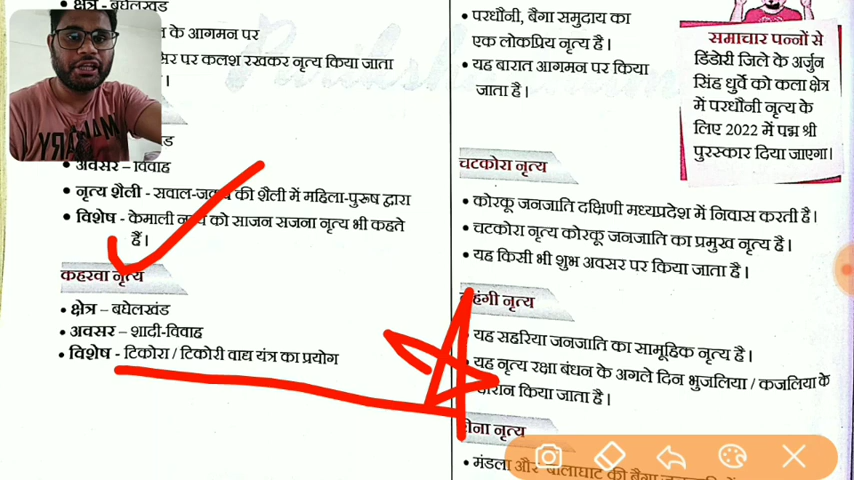 क्षेत्र - बघेलखंड
के आगमन पर
पर कलश रखकर नृत्य किया जाता
अवसर – विवाह
• नृत्य शैली - सवाल-जवाब की शैली में महिला-पुरूष द्वारा
• विशेष - केमाली नृत्य को साजन सजना नृत्य भी कहते
हैं।
कहरवा नृत्य
• क्षेत्र – बघेलखंड
• अवसर – शादी-विवाह
• विशेष - टिकोरा / टिकोरी वाद्य यंत्र का प्रयोग
• परधौनी, बैगा समुदाय का
एक लोकप्रिय नृत्य है।
• यह बारात आगमन पर किया
जाता है।
समाचार पन्नों से
डिंडोरी जिले के अर्जुन
सिंह धुर्वे को कला क्षेत्र
में परधौनी नृत्य के
लिए 2022 में पद्म श्री
पुरस्कार दिया जाएगा।
चटकोरा नृत्य
• कोरकू जनजाति दक्षिणी मध्यप्रदेश में निवास करती है।
• चटकोरा नृत्य कोरकू जनजाति का प्रमुख नृत्य है।
• यह किसी भी शुभ अवसर पर किया जाता है।
नृत्य
• यह सहरिया जनजाति का सामूहिक नृत्य है।
• यह नृत्य रक्षा बंधन के अगले दिन भुजलिया / कजलिया के
दौरान किया जाता है।
नृत्य
• मंडला और बालाघाट की बैगा